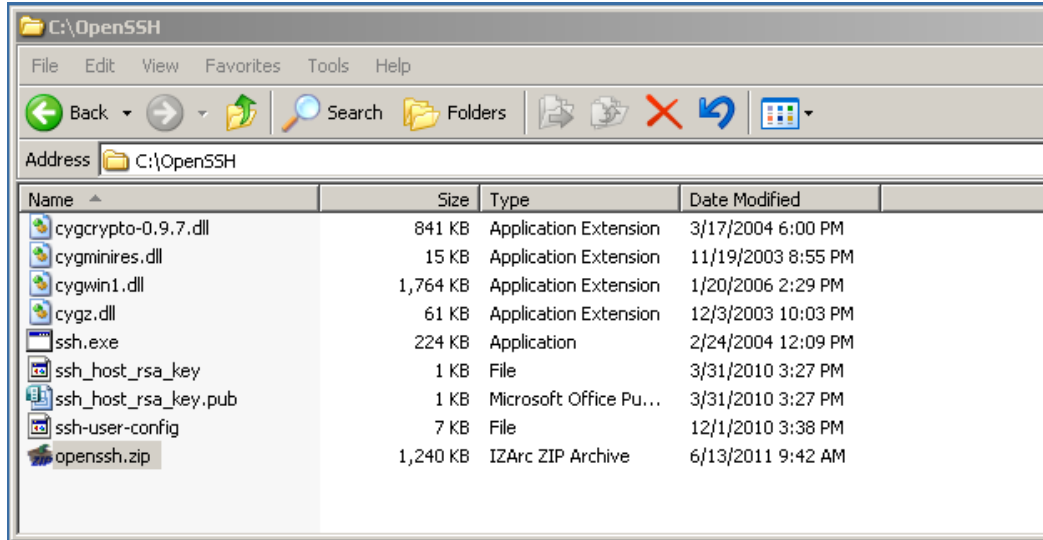 C:\OpenSSH
File Edit View Favorites Tools Help
Back Search Folders
Address C:\OpenSSH
Name Size Type Date Modified
cygcrypto-0.9.7.dll 841 KB Application Extension 3/17/2004 6:00 PM
cygminires.dll 15 KB Application Extension 11/19/2003 8:55 PM
cygwin1.dll 1,764 KB Application Extension 1/20/2006 2:29 PM
cygz.dll 61 KB Application Extension 12/3/2003 10:03 PM
ssh.exe 224 KB Application 2/24/2004 12:09 PM
ssh_host_rsa_key 1 KB File 3/31/2010 3:27 PM
ssh_host_rsa_key.pub 1 KB Microsoft Office Pu... 3/31/2010 3:27 PM
ssh-user-config 7 KB File 12/1/2010 3:38 PM
openssh.zip 1,240 KB IZArc ZIP Archive 6/13/2011 9:42 AM